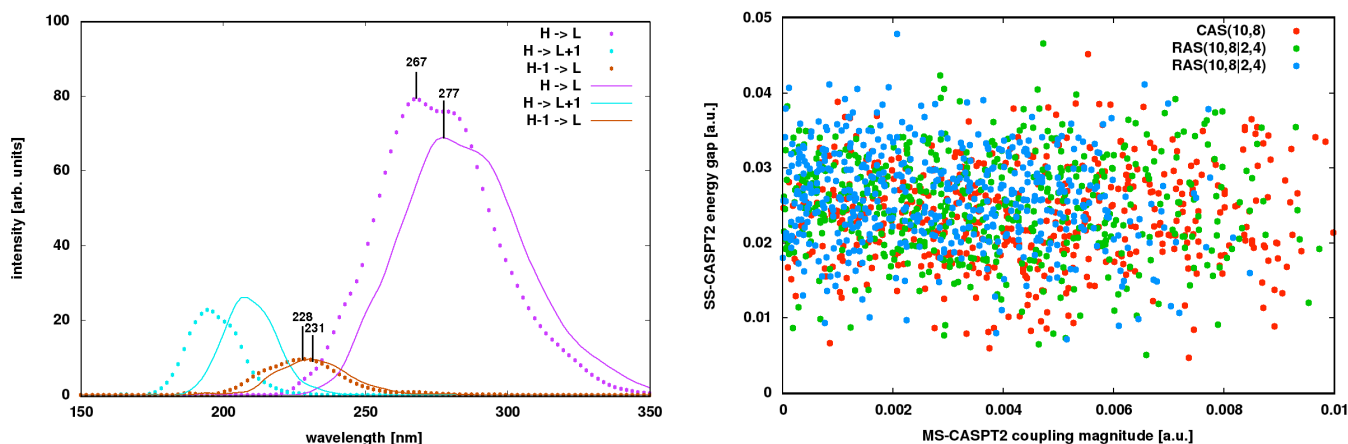 100
80
60
40
20
0
intensity [arb. units]
H -> L
H -> L+1
H-1 -> L
H -> L
H -> L+1
H-1 -> L
267
277
228
231
150
200
250
300
350
wavelength [nm]
0.05
0.04
0.03
0.02
0.01
0
SS-CASPT2 energy gap [a.u.]
CAS(10,8)
RAS(10,8|2,4)
RAS(10,8|2,4)
0
0.002
0.004
0.006
0.008
0.01
MS-CASPT2 coupling magnitude [a.u.]